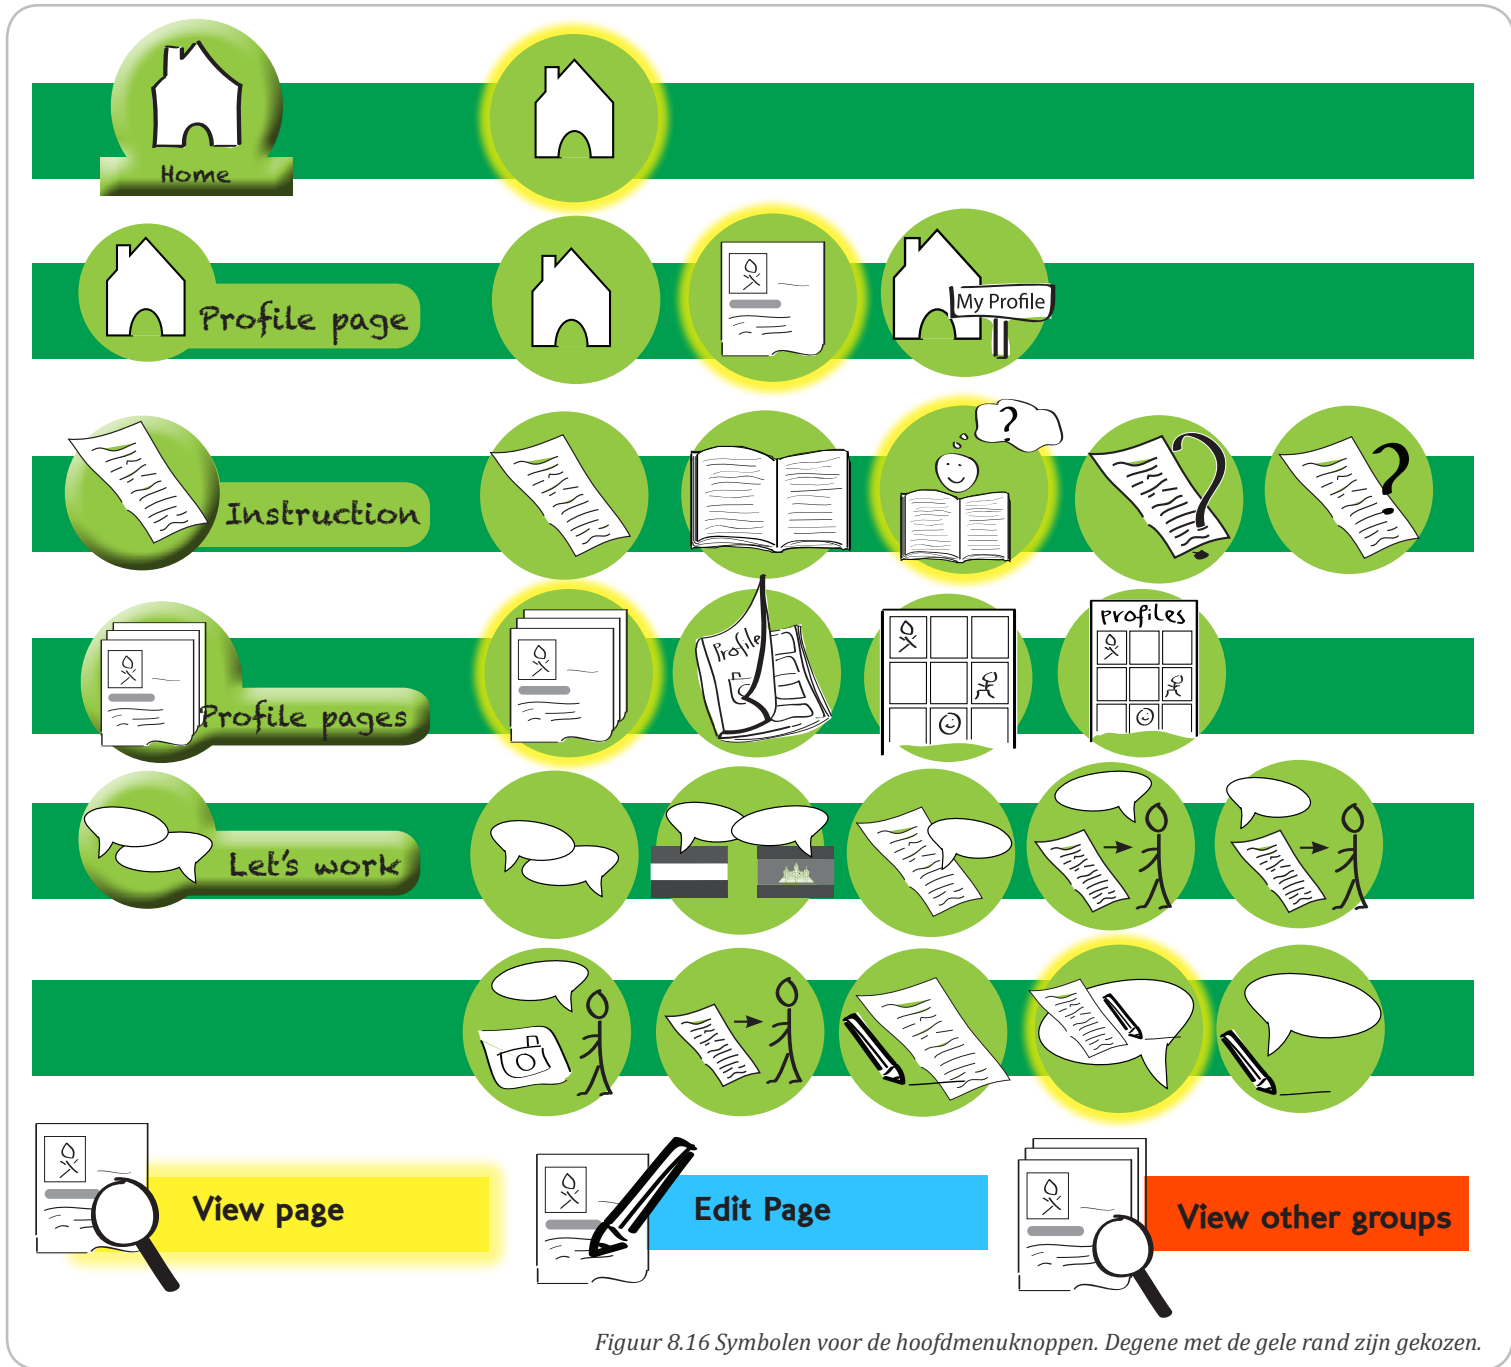 Home
Profile page
My Profile
?
Instruction
?
?
Profile
Profiles
Profile pages
Let's work
View page
Edit Page
View other groups
Figuur 8.16 Symbolen voor de hoofdmenuknoppen. Degene met de gele rand zijn gekozen.